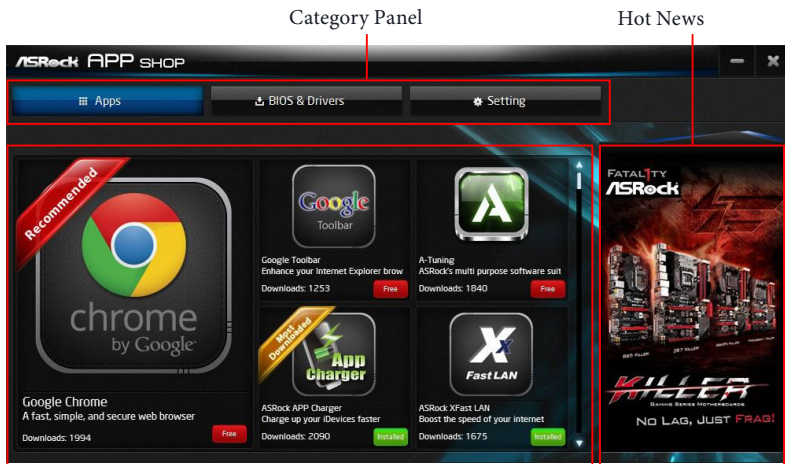 Category Panel
Hot News
ASRock APP SHOP
Apps
BIOS & Drivers
Setting
Recommended
chrome
by Google
Google Chrome
A fast, simple, and secure web browser
Downloads: 1994
Free
Google
Toolbar
Google Toolbar
Enhance your Internet Explorer brow
Downloads: 1253
Free
A
A-Tuning
ASRock's multi purpose software suit
Downloads: 1840
Free
Most
Downloaded
App
Charger
ASRock APP Charger
Charge up your iDevices faster
Downloads: 2090
Installed
X
Fast LAN
ASRock XFast LAN
Boost the speed of your internet
Downloads: 1675
Installed
FATAL1TY
ASRock
B85 KILLER
Z87 KILLER
KILLER
GAMING SERIES MOTHERBOARDS
NO LAG, JUST FRAG!